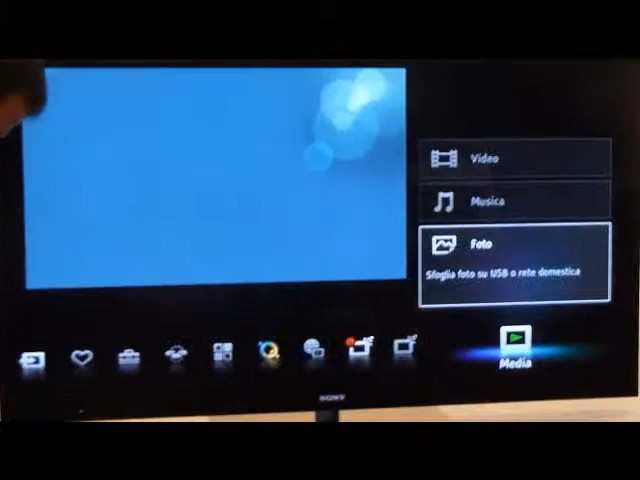 Video
Musica
Foto
Sfoglia foto su USB o rete domestica
Media
SONY